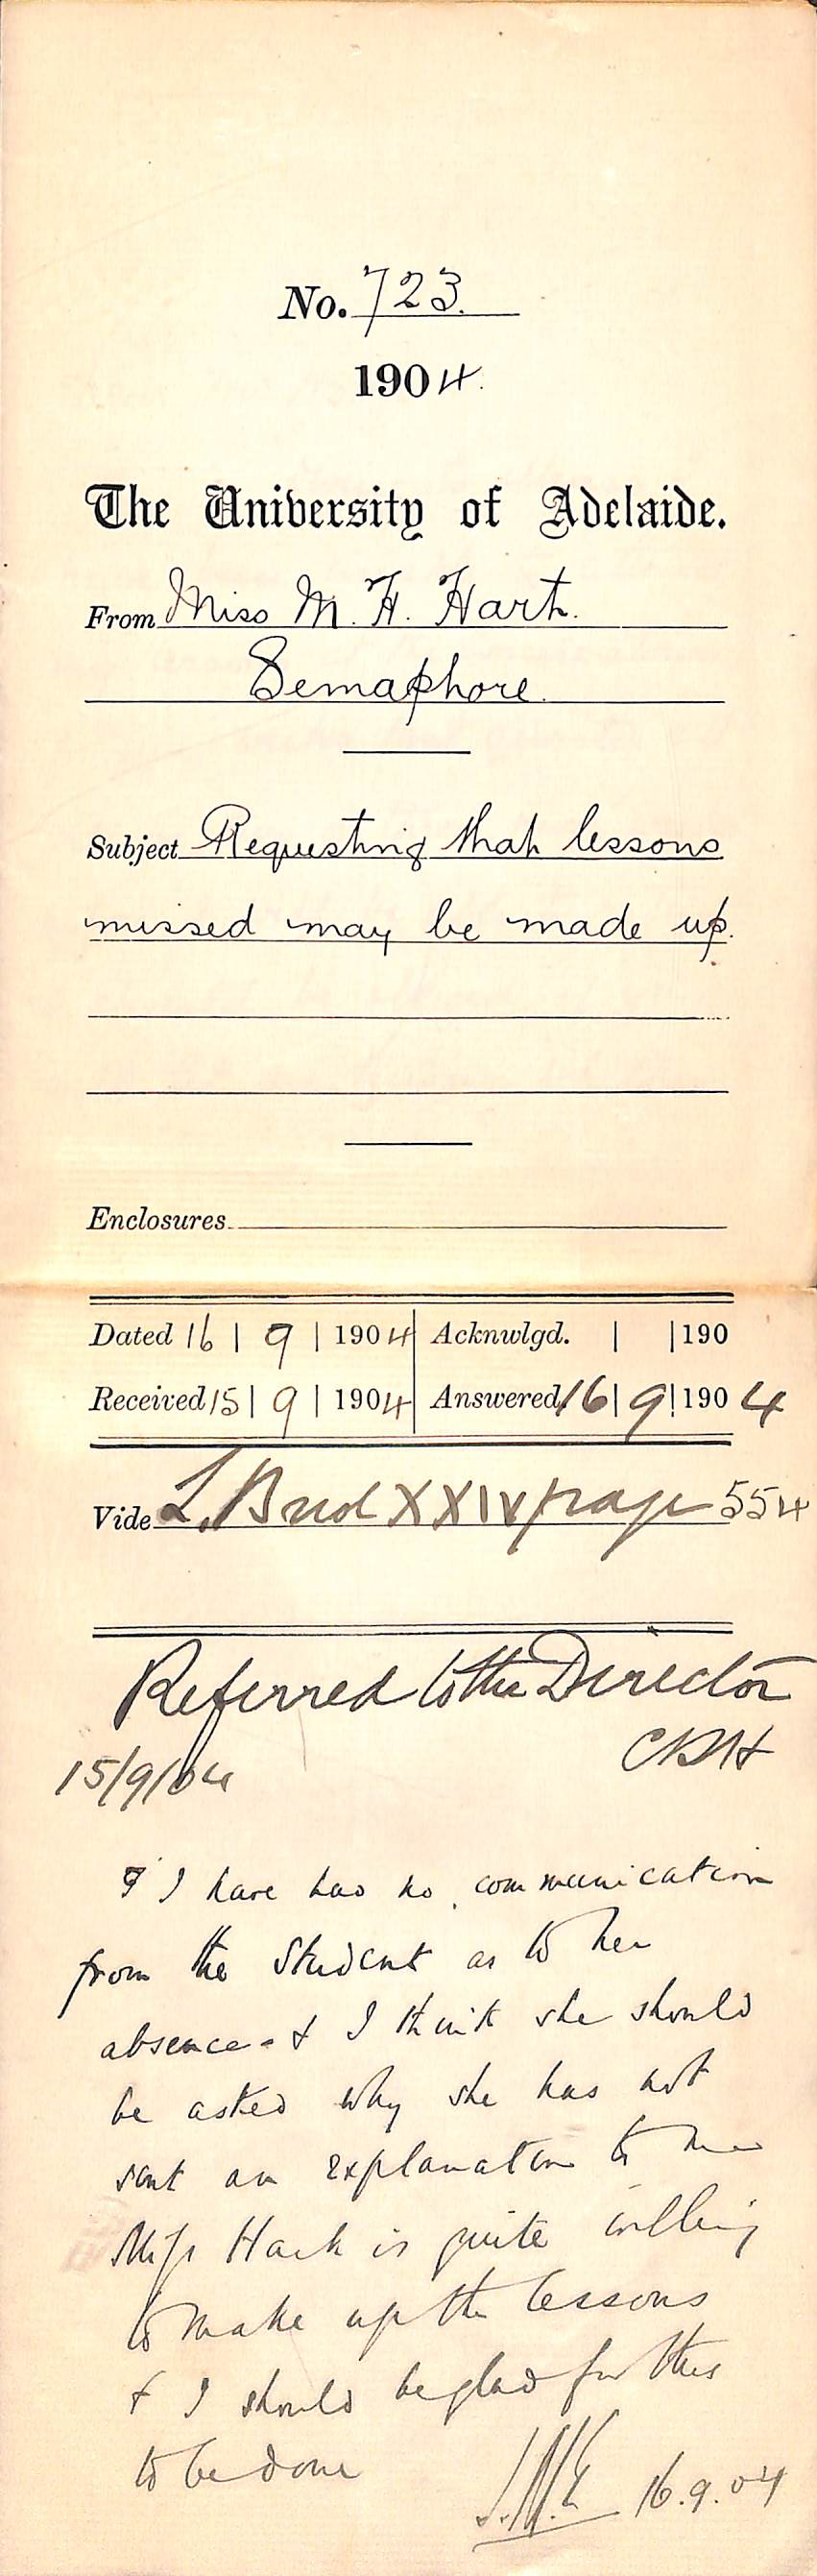 No. 723.
1904.
The University of Adelaide.
From Miss M. H. Hart.
Semaphore.
Subject Requesting that lessons
missed may be made up.
Enclosures
Dated 16 | 9 | 1904 Acknwlgd. | | 190
Received 15 | 9 | 1904 Answered 16 | 9 | 1904
Vide L. Book XXIV page 554
Referred to the Director
15/9/04
I have had no communication
from the Student as to her
absence - & I think she should
be asked why she has not
sent an explanation to me
Miss Hack is quite willing
to make up the lessons
& I should be glad for this
to be done
16.9.04